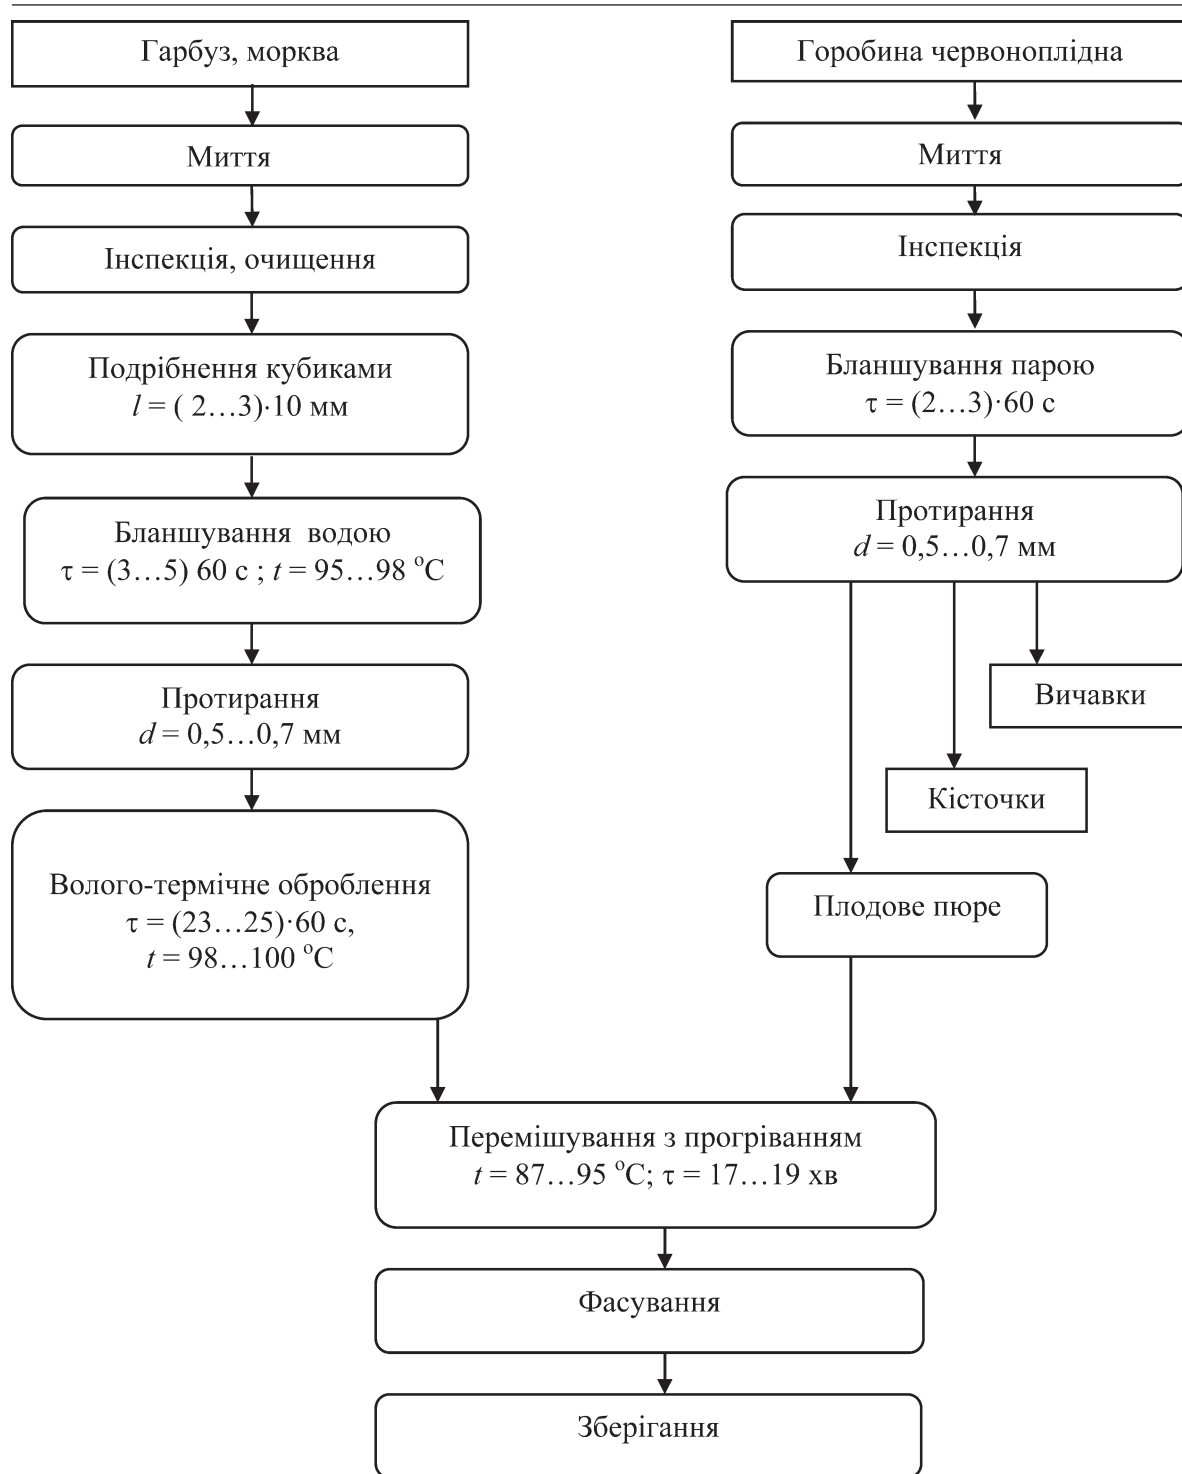 Гарбуз, морква
Миття
Інспекція, очищення
Подрібнення кубиками
l = ( 2…3)·10 мм
Бланшування водою
τ = (3…5) 60 с ; t = 95…98 °С
Протирання
d = 0,5…0,7 мм
Волого-термічне оброблення
τ = (23…25)·60 с,
t = 98…100 °С
Горобина червоноплідна
Миття
Інспекція
Бланшування парою
τ = (2…3)·60 с
Протирання
d = 0,5…0,7 мм
Вичавки
Кісточки
Плодове пюре
Перемішування з прогріванням
t = 87…95 °С; τ = 17…19 хв
Фасування
Зберігання